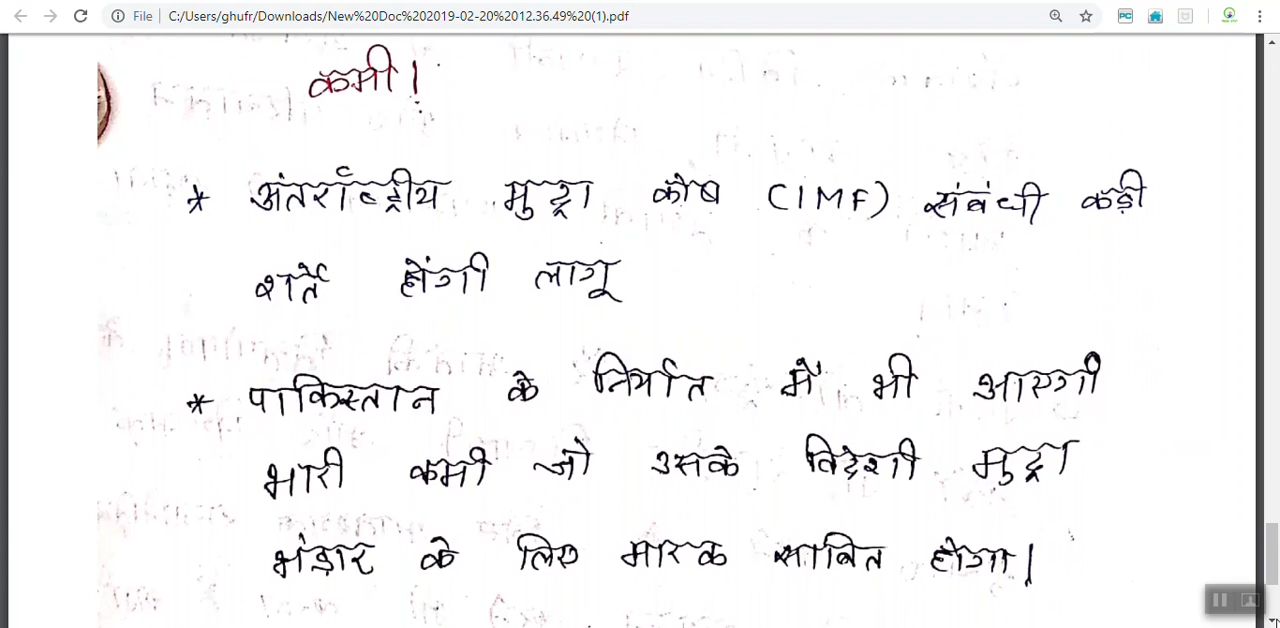 File C:/Users/ghufr/Downloads/New%20Doc%202019-02-20%2012.36.49%20(1).pdf
PC
कमी।
* अंतर्राष्ट्रीय मुद्रा कोष (IMF) संबंधी कड़ी
शर्तें होंगी लागू
* पाकिस्तान के निर्यात में भी आएगी
भारी कमी जो उसके विदेशी मुद्रा
भंड़ार के लिए मारक साबित होगा।